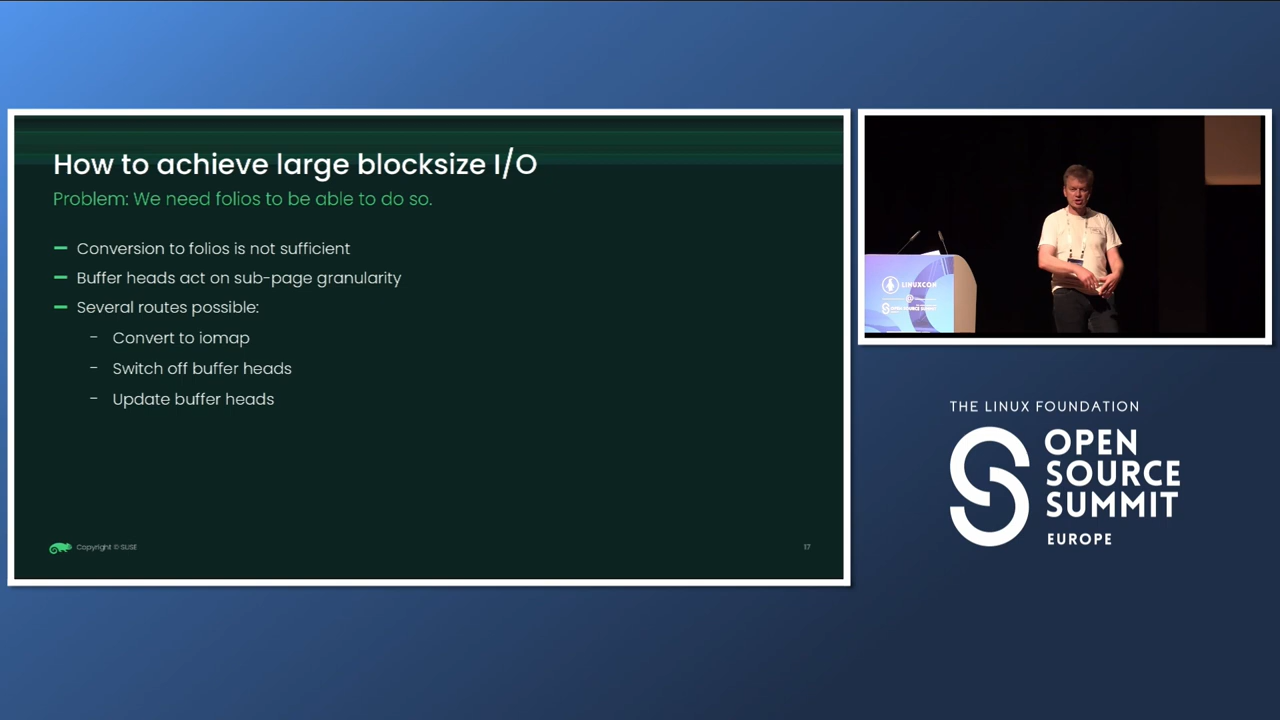 How to achieve large blocksize I/O
Problem: We need folios to be able to do so.
Conversion to folios is not sufficient
Buffer heads act on sub-page granularity
Several routes possible:
- Convert to iomap
- Switch off buffer heads
- Update buffer heads
Copyright © SUSE
17
LINUXCON
THE LINUX FOUNDATION
OPEN
SOURCE
SUMMIT
EUROPE